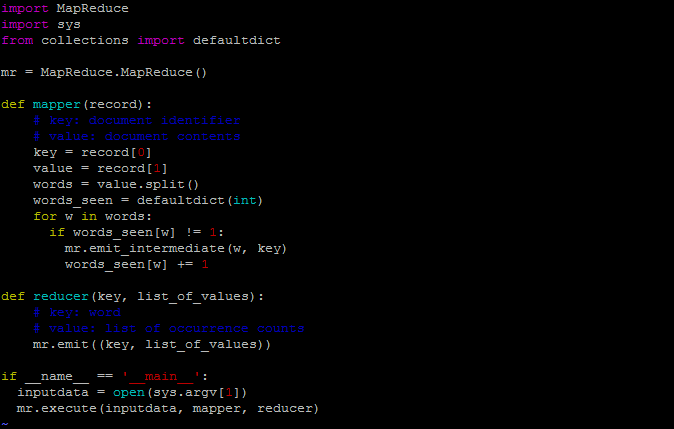 import MapReduce
import sys
from collections import defaultdict

mr = MapReduce.MapReduce()

def mapper(record):
    # key: document identifier
    # value: document contents
    key = record[0]
    value = record[1]
    words = value.split()
    words_seen = defaultdict(int)
    for w in words:
      if words_seen[w] != 1:
        mr.emit_intermediate(w, key)
        words_seen[w] += 1

def reducer(key, list_of_values):
    # key: word
    # value: list of occurrence counts
    mr.emit((key, list_of_values))

if __name__ == '__main__':
  inputdata = open(sys.argv[1])
  mr.execute(inputdata, mapper, reducer)
~